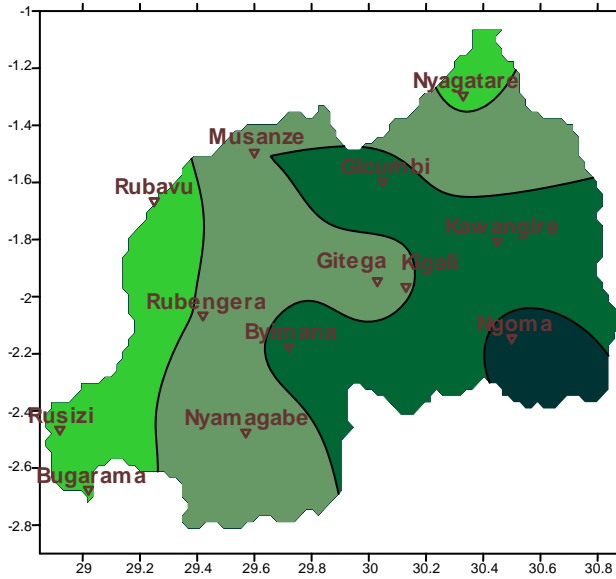 -1
-1.2
Nyagatare
-1.4
Musanze
Gicumbi
-1.6
Rubavu
Kawangire
-1.8
Gitega Kigali
-2
Rubengera
Ngoma
Byimana
-2.2
-2.4
Rusizi
Nyamagabe
-2.6
Bugarama
-2.8
29 29.2 29.4 29.6 29.8 30 30.2 30.4 30.6 30.8